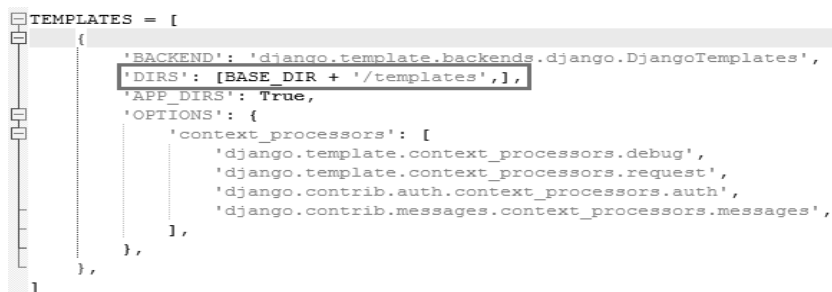 TEMPLATES = [
    {
        'BACKEND': 'django.template.backends.django.DjangoTemplates',
        'DIRS': [BASE_DIR + '/templates',],
        'APP_DIRS': True,
        'OPTIONS': {
            'context_processors': [
                'django.template.context_processors.debug',
                'django.template.context_processors.request',
                'django.contrib.auth.context_processors.auth',
                'django.contrib.messages.context_processors.messages',
            ],
        },
    },
]